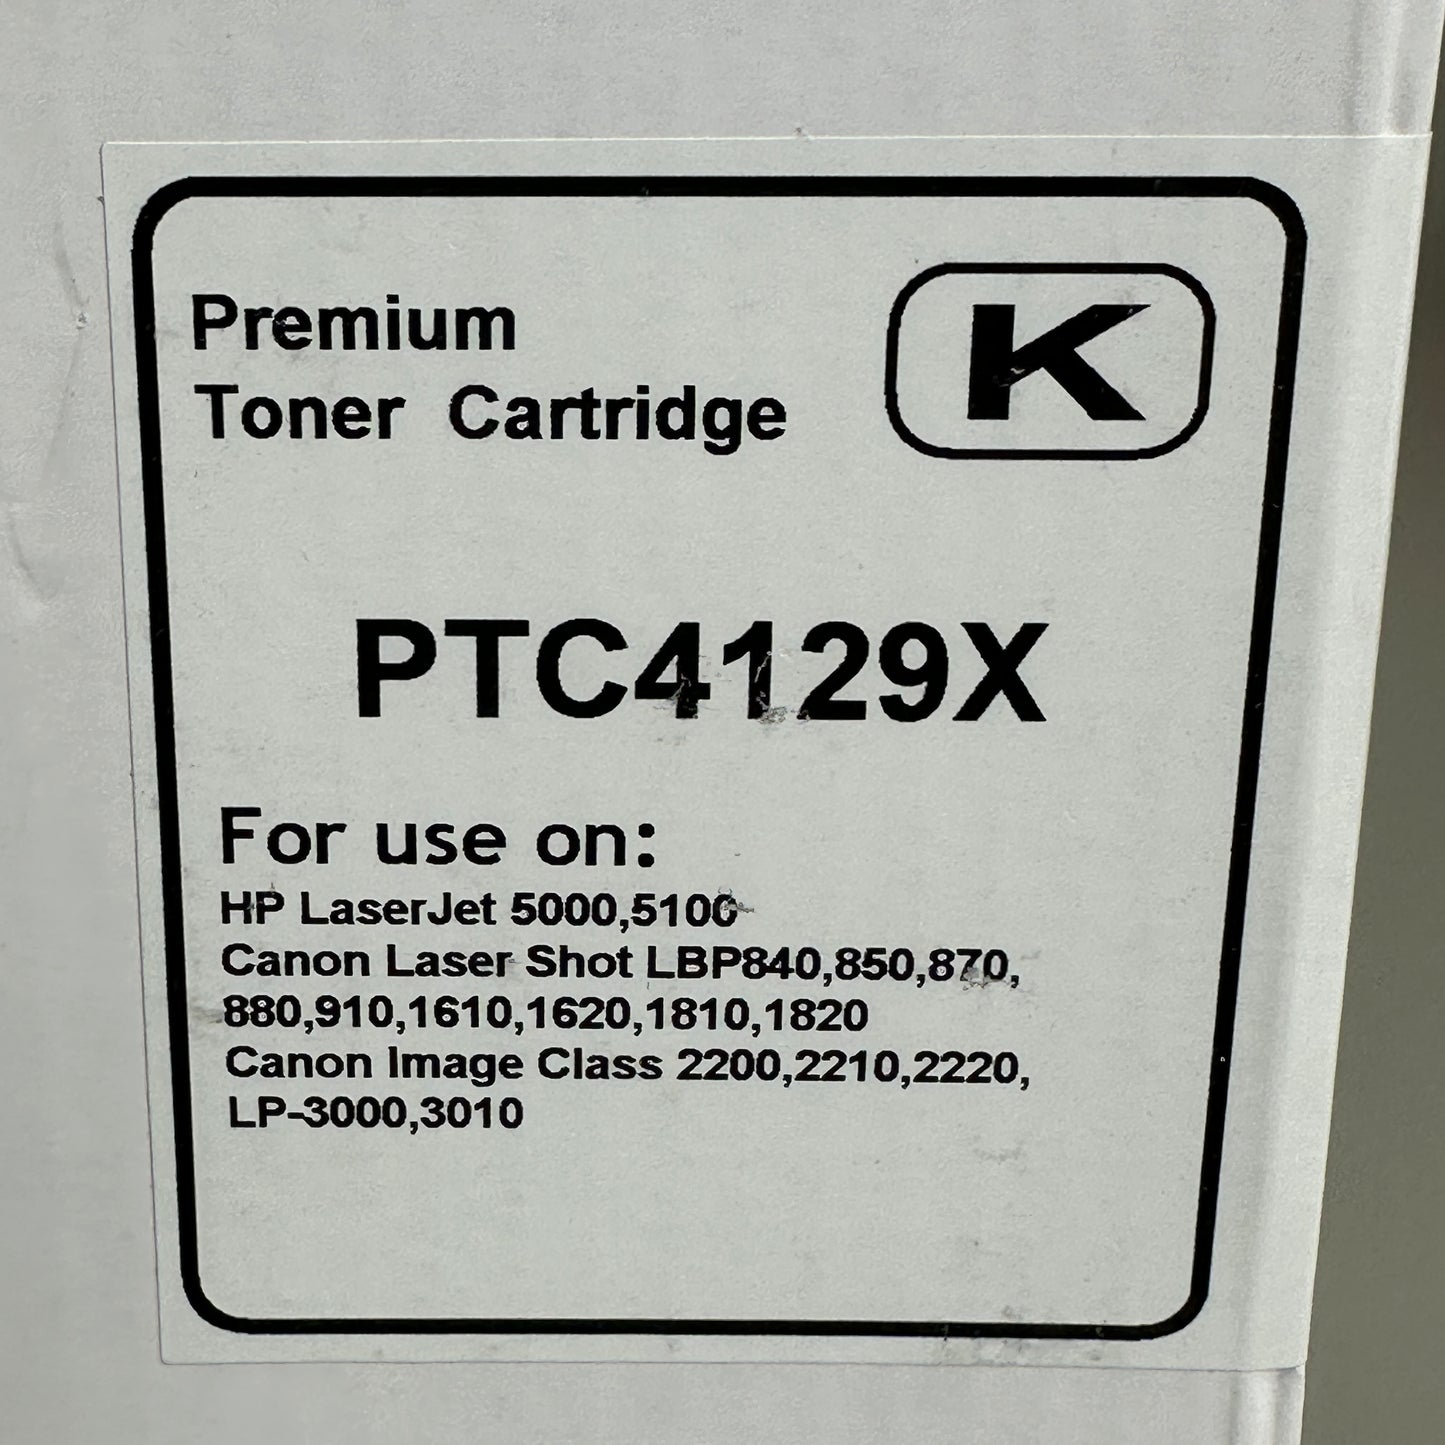 Premium
Toner Cartridge
K
PTC4129X
For use on:
HP LaserJet 5000,5100
Canon Laser Shot LBP840,850,870,
880,910,1610,1620,1810,1820
Canon Image Class 2200,2210,2220,
LP-3000,3010